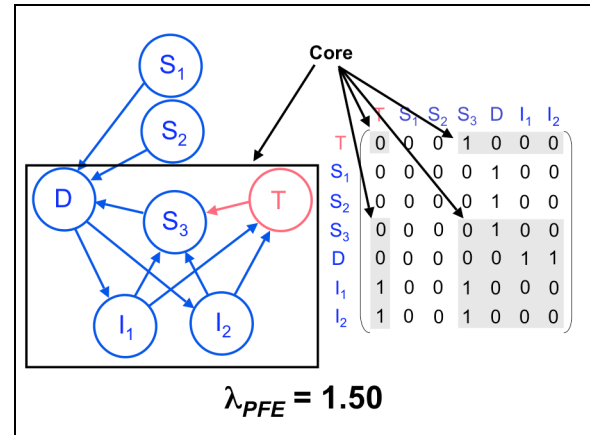 Core
S₁
S₂
D
S₃
T
I₁
I₂
T S₁ S₂ S₃ D I₁ I₂
T 0 0 0 1 0 0 0
S₁ 0 0 0 0 1 0 0
S₂ 0 0 0 0 1 0 0
S₃ 0 0 0 0 1 0 0
D 0 0 0 0 0 1 1
I₁ 1 0 0 1 0 0 0
I₂ 1 0 0 1 0 0 0
λPFE = 1.50